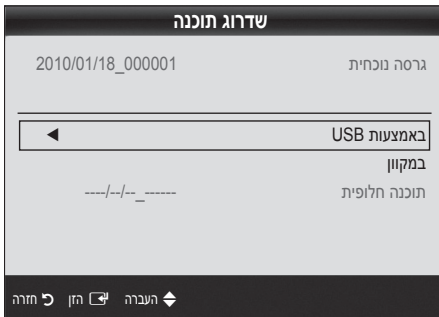 שדרוג תוכנה
גרסה נוכחית 2010/01/18_000001
באמצעות USB
במקוון
תוכנה חלופית ----/--/--_------
העברה הזן חזרה